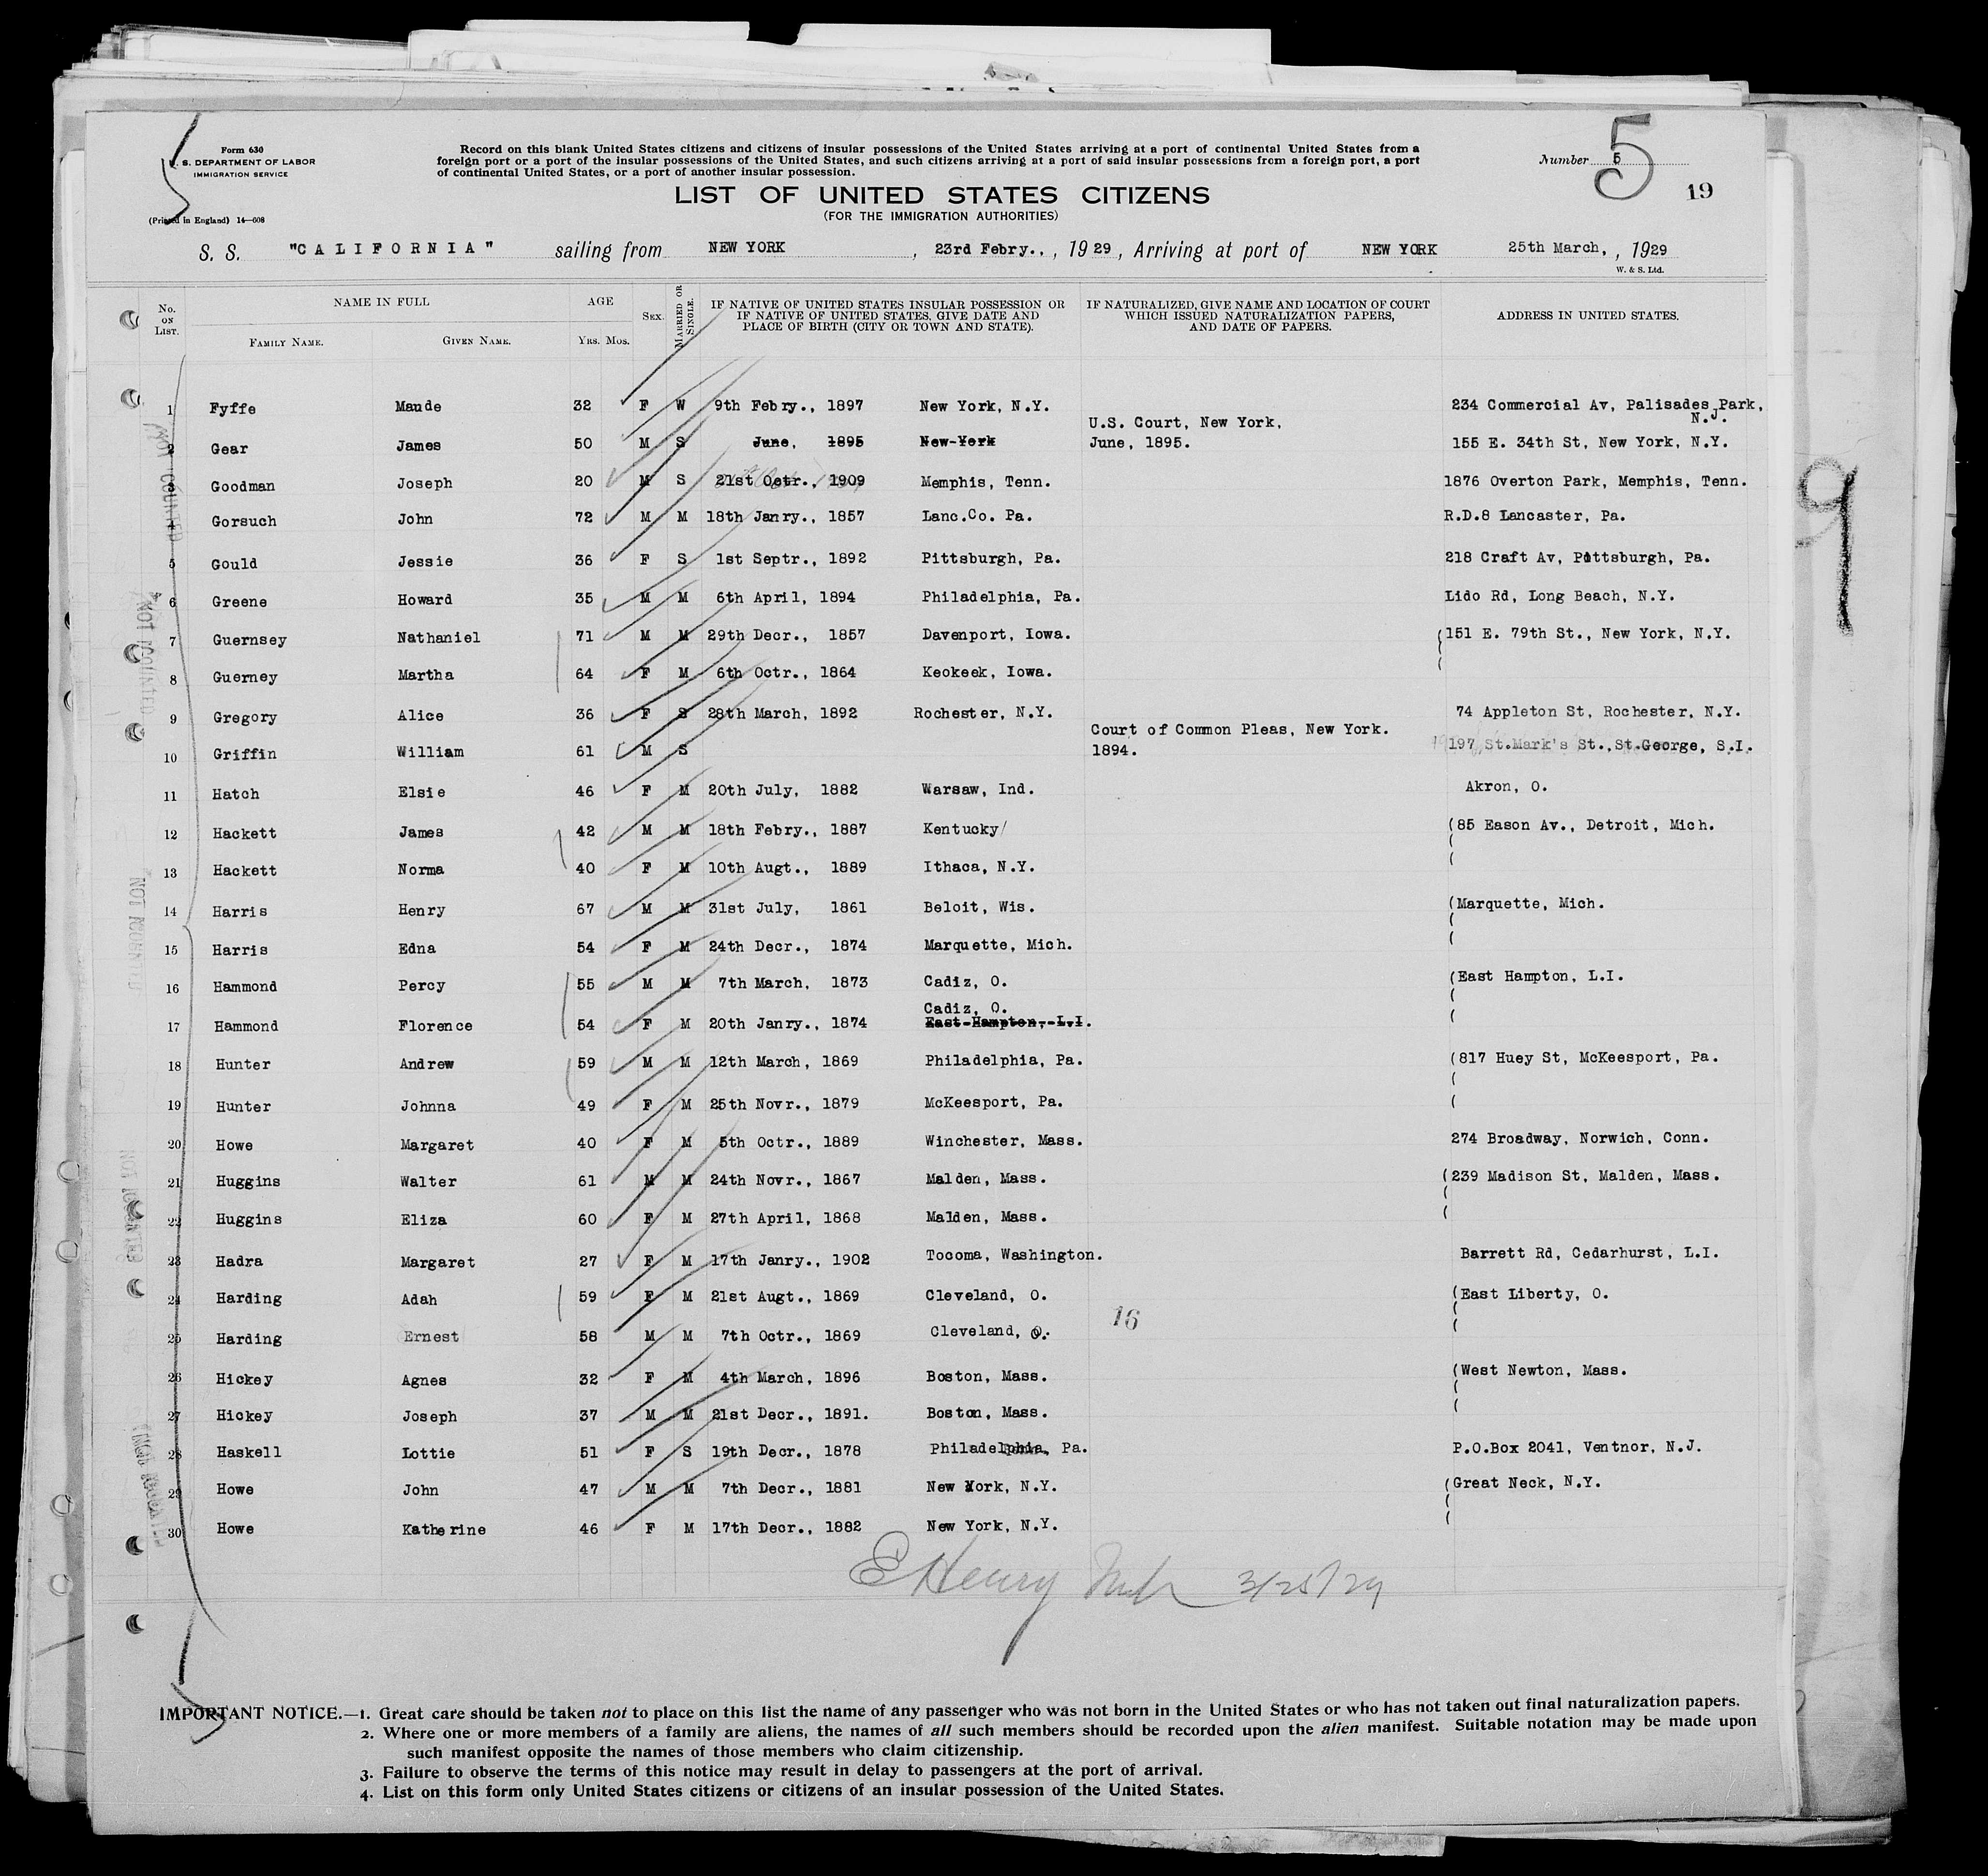 5
Form 630
U. S. DEPARTMENT OF LABOR
IMMIGRATION SERVICE
(Printed in England) 14—608
Record on this blank United States citizens and citizens of insular possessions of the United States arriving at a port of continental United States from a
foreign port or a port of the insular possessions of the United States, and such citizens arriving at a port of said insular possessions from a foreign port, a port
of continental United States, or a port of another insular possession.
Number 5
5
19
LIST OF UNITED STATES CITIZENS
(FOR THE IMMIGRATION AUTHORITIES)
S. S. "CALIFORNIA" sailing from NEW YORK, 23rd Febry., , 1929, Arriving at port of NEW YORK 25th March, , 1929
W. & S. Ltd.
No. ON LIST. NAME IN FULL FAMILY NAME. GIVEN NAME. AGE YRS. MOS. SEX. MARRIED OR SINGLE. IF NATIVE OF UNITED STATES INSULAR POSSESSION OR IF NATIVE OF UNITED STATES, GIVE DATE AND PLACE OF BIRTH (CITY OR TOWN AND STATE). IF NATURALIZED, GIVE NAME AND LOCATION OF COURT WHICH ISSUED NATURALIZATION PAPERS, AND DATE OF PAPERS. ADDRESS IN UNITED STATES.
1 Fyffe Maude 32 F W 9th Febry., 1897 New York, N.Y. 234 Commercial Av, Palisades Park, N.J.
2 Gear James 50 M S June, 1895 New-York U.S. Court, New York, June, 1895. 155 E. 34th St, New York, N.Y.
3 Goodman Joseph 20 M S 21st Octr., 1909 Memphis, Tenn. 1876 Overton Park, Memphis, Tenn.
4 Gorsuch John 72 M M 18th Janry., 1857 Lanc.Co. Pa. R.D.8 Lancaster, Pa.
5 Gould Jessie 36 F S 1st Septr., 1892 Pittsburgh, Pa. 218 Craft Av, Pittsburgh, Pa.
6 Greene Howard 35 M M 6th April, 1894 Philadelphia, Pa. Lido Rd, Long Beach, N.Y.
7 Guernsey Nathaniel 71 M M 29th Decr., 1857 Davenport, Iowa. (151 E. 79th St., New York, N.Y.
8 Guerney Martha 64 F M 6th Octr., 1864 Keokeek, Iowa.
9 Gregory Alice 36 F S 28th March, 1892 Rochester, N.Y. 74 Appleton St, Rochester, N.Y.
10 Griffin William 61 M S Court of Common Pleas, New York. 1894. 197 St.Mark's St.,St.George, S.I.
11 Hatch Elsie 46 F M 20th July, 1882 Warsaw, Ind. Akron, O.
12 Hackett James 42 M M 18th Febry., 1887 Kentucky (85 Eason Av., Detroit, Mich.
13 Hackett Norma 40 F M 10th Augt., 1889 Ithaca, N.Y.
14 Harris Henry 67 M M 31st July, 1861 Beloit, Wis. (Marquette, Mich.
15 Harris Edna 54 F M 24th Decr., 1874 Marquette, Mich.
16 Hammond Percy 55 M M 7th March, 1873 Cadiz, O. (East Hampton, L.I.
17 Hammond Florence 54 F M 20th Janry., 1874 Cadiz, O. East-Hampton,-L.I.
18 Hunter Andrew 59 M M 12th March, 1869 Philadelphia, Pa. (817 Huey St, McKeesport, Pa.
19 Hunter Johnna 49 F M 25th Novr., 1879 McKeesport, Pa.
20 Howe Margaret 40 F M 5th Octr., 1889 Winchester, Mass. 274 Broadway, Norwich, Conn.
21 Huggins Walter 61 M M 24th Novr., 1867 Malden, Mass. (239 Madison St, Malden, Mass.
22 Huggins Eliza 60 F M 27th April, 1868 Malden, Mass.
23 Hadra Margaret 27 F M 17th Janry., 1902 Tocoma, Washington. Barrett Rd, Cedarhurst, L.I.
24 Harding Adah 59 F M 21st Augt., 1869 Cleveland, O. (East Liberty, O.
25 Harding Ernest 58 M M 7th Octr., 1869 Cleveland, O.
16
26 Hickey Agnes 32 F M 4th March, 1896 Boston, Mass. (West Newton, Mass.
27 Hickey Joseph 37 M M 21st Decr., 1891. Boston, Mass.
28 Haskell Lottie 51 F S 19th Decr., 1878 Philadelphia, Pa. P.O.Box 2041, Ventnor, N.J.
29 Howe John 47 M M 7th Decr., 1881 New York, N.Y. (Great Neck, N.Y.
30 Howe Katherine 46 F M 17th Decr., 1882 New York, N.Y.
NOT COUNTED
NOT COUNTED
9
E Henry 3/25/29
IMPORTANT NOTICE.—1. Great care should be taken not to place on this list the name of any passenger who was not born in the United States or who has not taken out final naturalization papers.
2. Where one or more members of a family are aliens, the names of all such members should be recorded upon the alien manifest. Suitable notation may be made upon
such manifest opposite the names of those members who claim citizenship.
3. Failure to observe the terms of this notice may result in delay to passengers at the port of arrival.
4. List on this form only United States citizens or citizens of an insular possession of the United States.